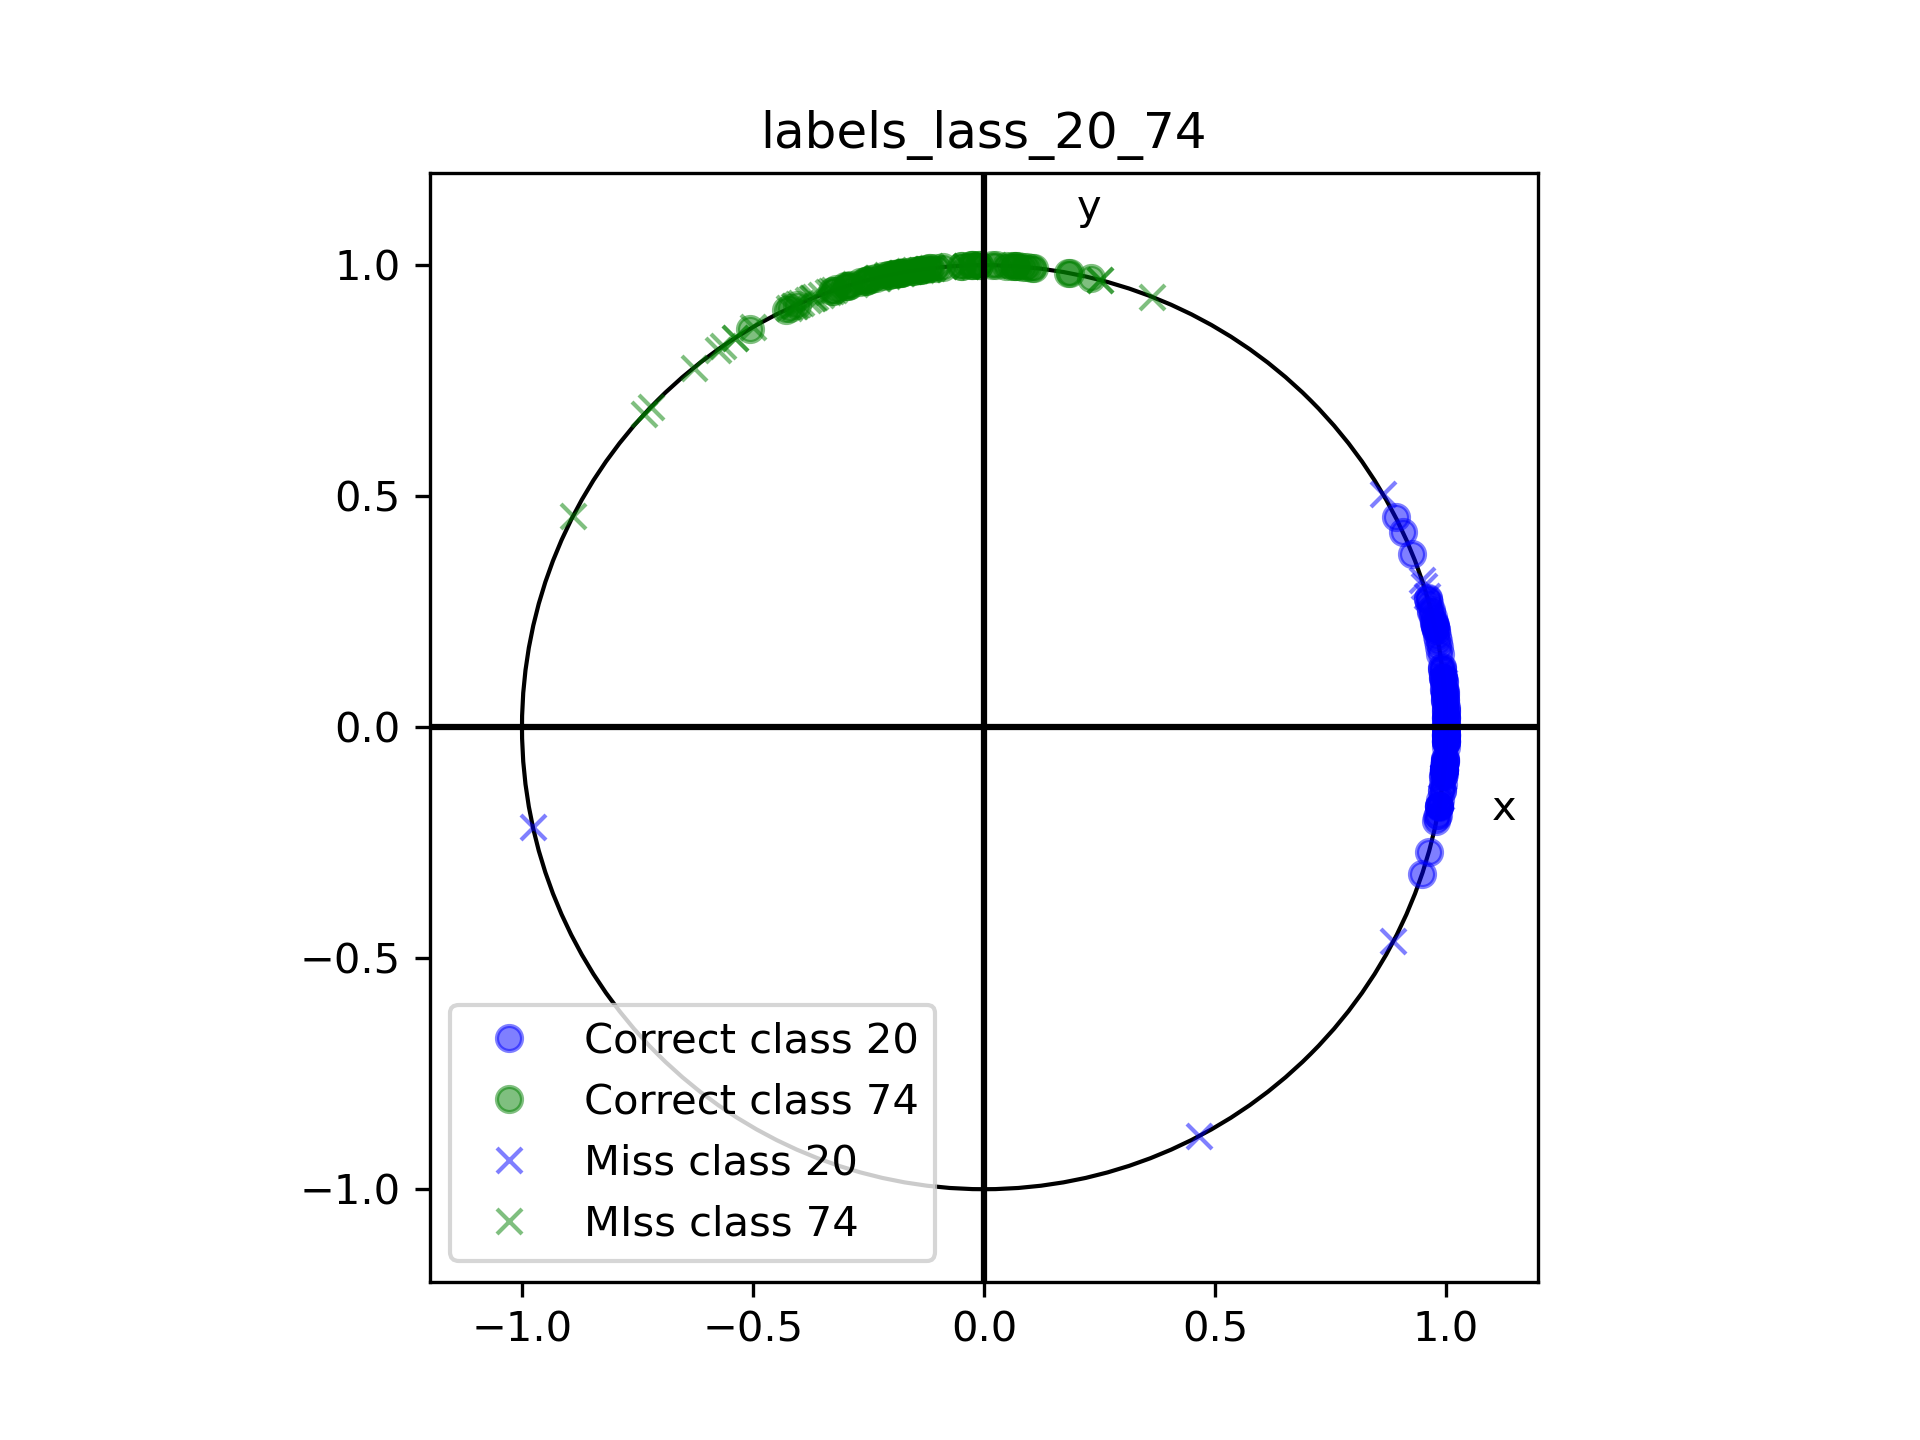 labels_lass_20_74
y
1.0
0.5
0.0
x
−0.5
−1.0
Correct class 20
Correct class 74
Miss class 20
MIss class 74
−1.0 −0.5 0.0 0.5 1.0